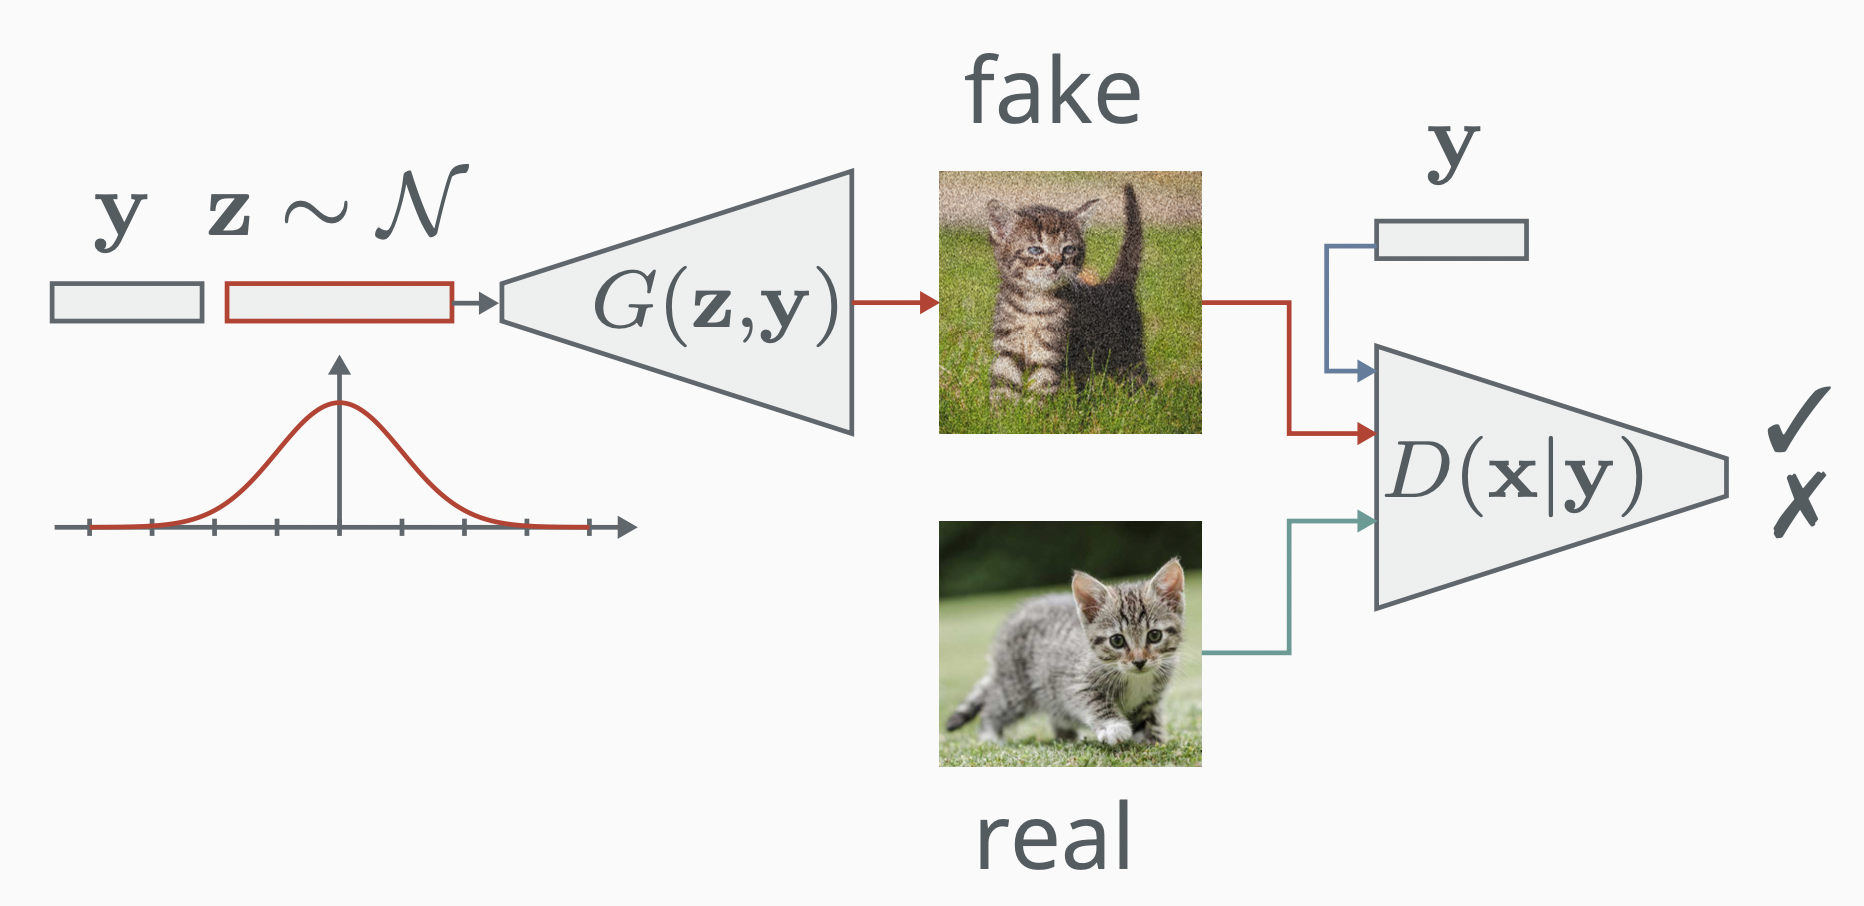 fake
y
y z ∼ 𝒩
G(z,y)
D(x|y)
✓
✗
real